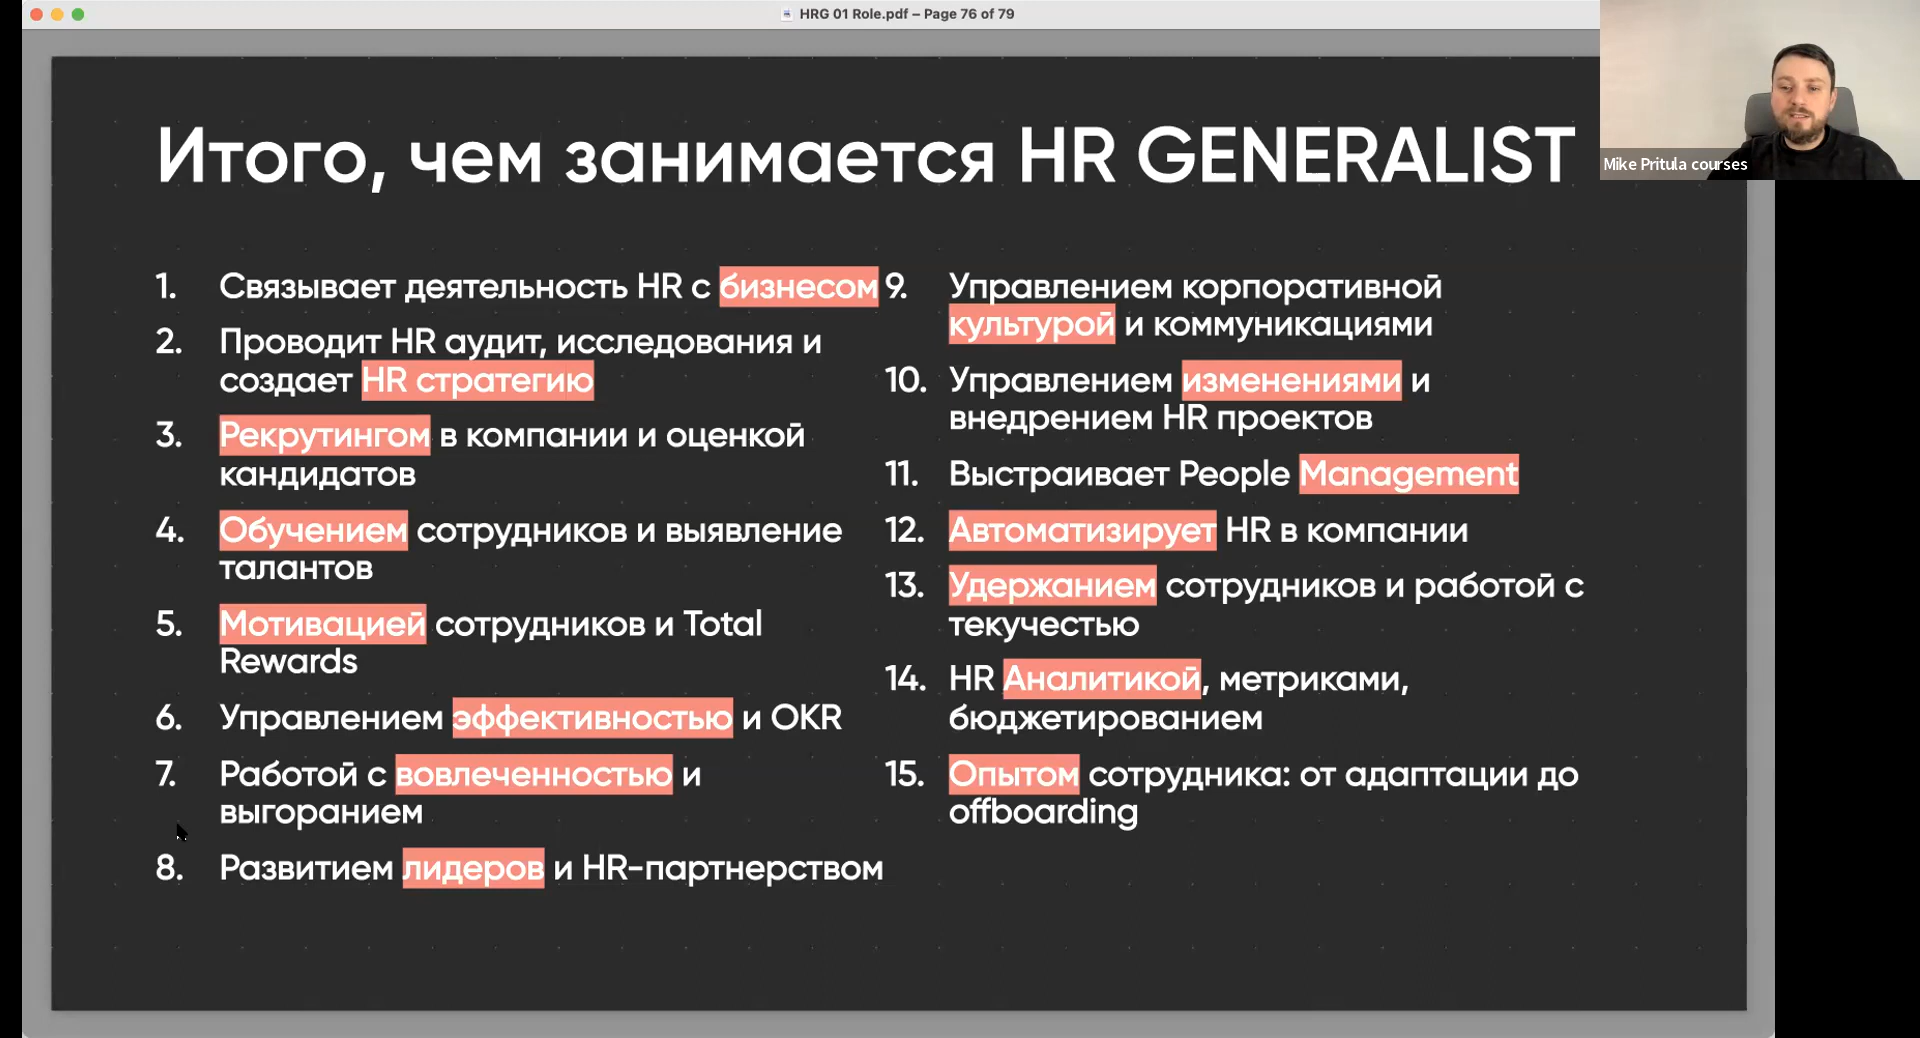 HRG 01 Role.pdf – Page 76 of 79
Mike Pritula courses
Итого, чем занимается HR GENERALIST
1. Связывает деятельность HR с бизнесом
2. Проводит HR аудит, исследования и
создает HR стратегию
3. Рекрутингом в компании и оценкой
кандидатов
4. Обучением сотрудников и выявление
талантов
5. Мотивацией сотрудников и Total
Rewards
6. Управлением эффективностью и OKR
7. Работой с вовлеченностью и
выгоранием
8. Развитием лидеров и HR-партнерством
9. Управлением корпоративной
культурой и коммуникациями
10. Управлением изменениями и
внедрением HR проектов
11. Выстраивает People Management
12. Автоматизирует HR в компании
13. Удержанием сотрудников и работой с
текучестью
14. HR Аналитикой, метриками,
бюджетированием
15. Опытом сотрудника: от адаптации до
offboarding